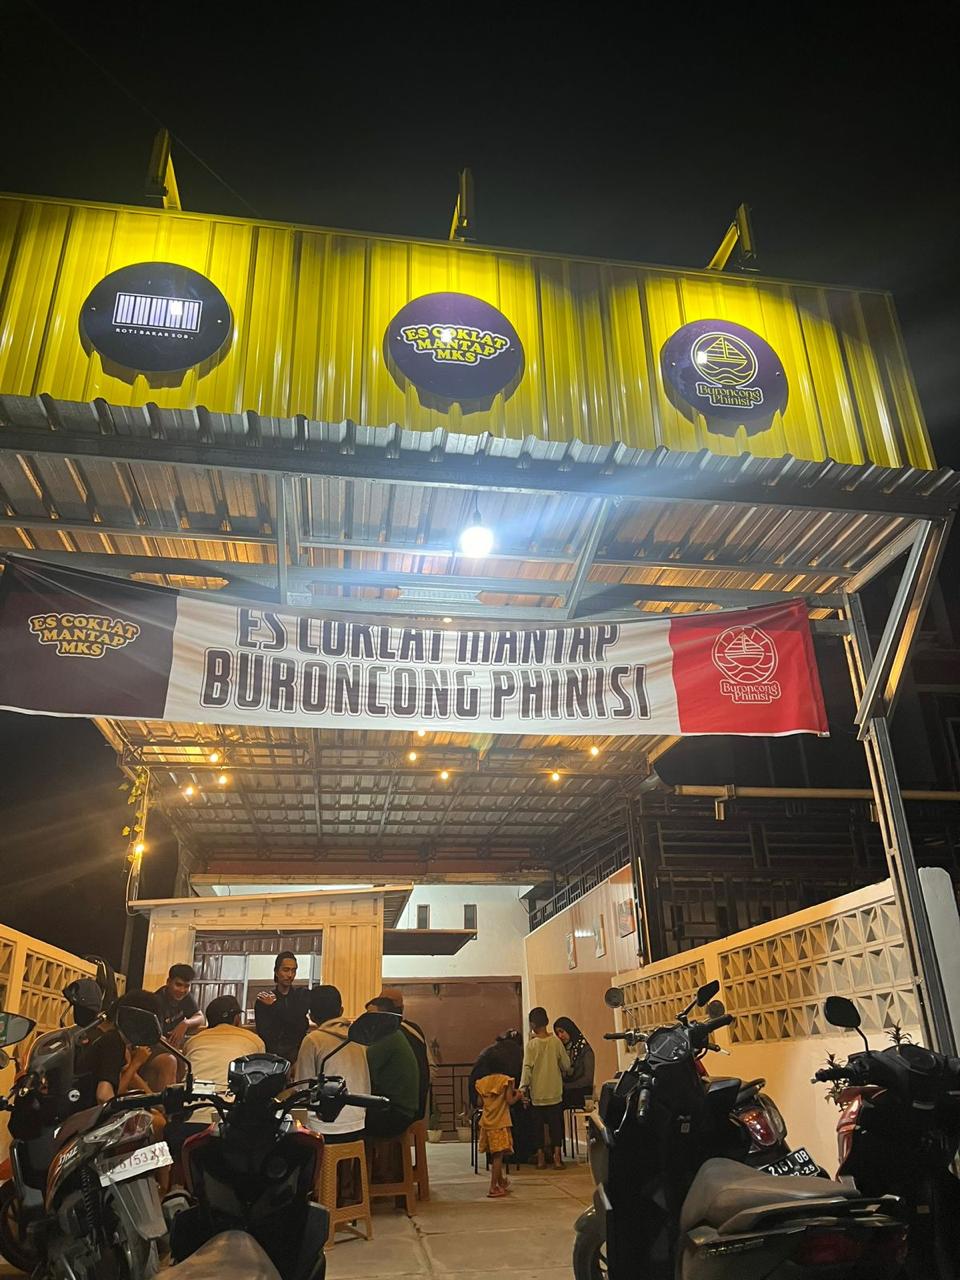 ROTI BAKAR SOB.
ES COKLAT
MANTAP
MKS
Buroncong
Phinisi
ES COKLAT
MANTAP
MKS
ES COKLAT MANTAP
BURONCONG PHINISI
Buroncong
Phinisi